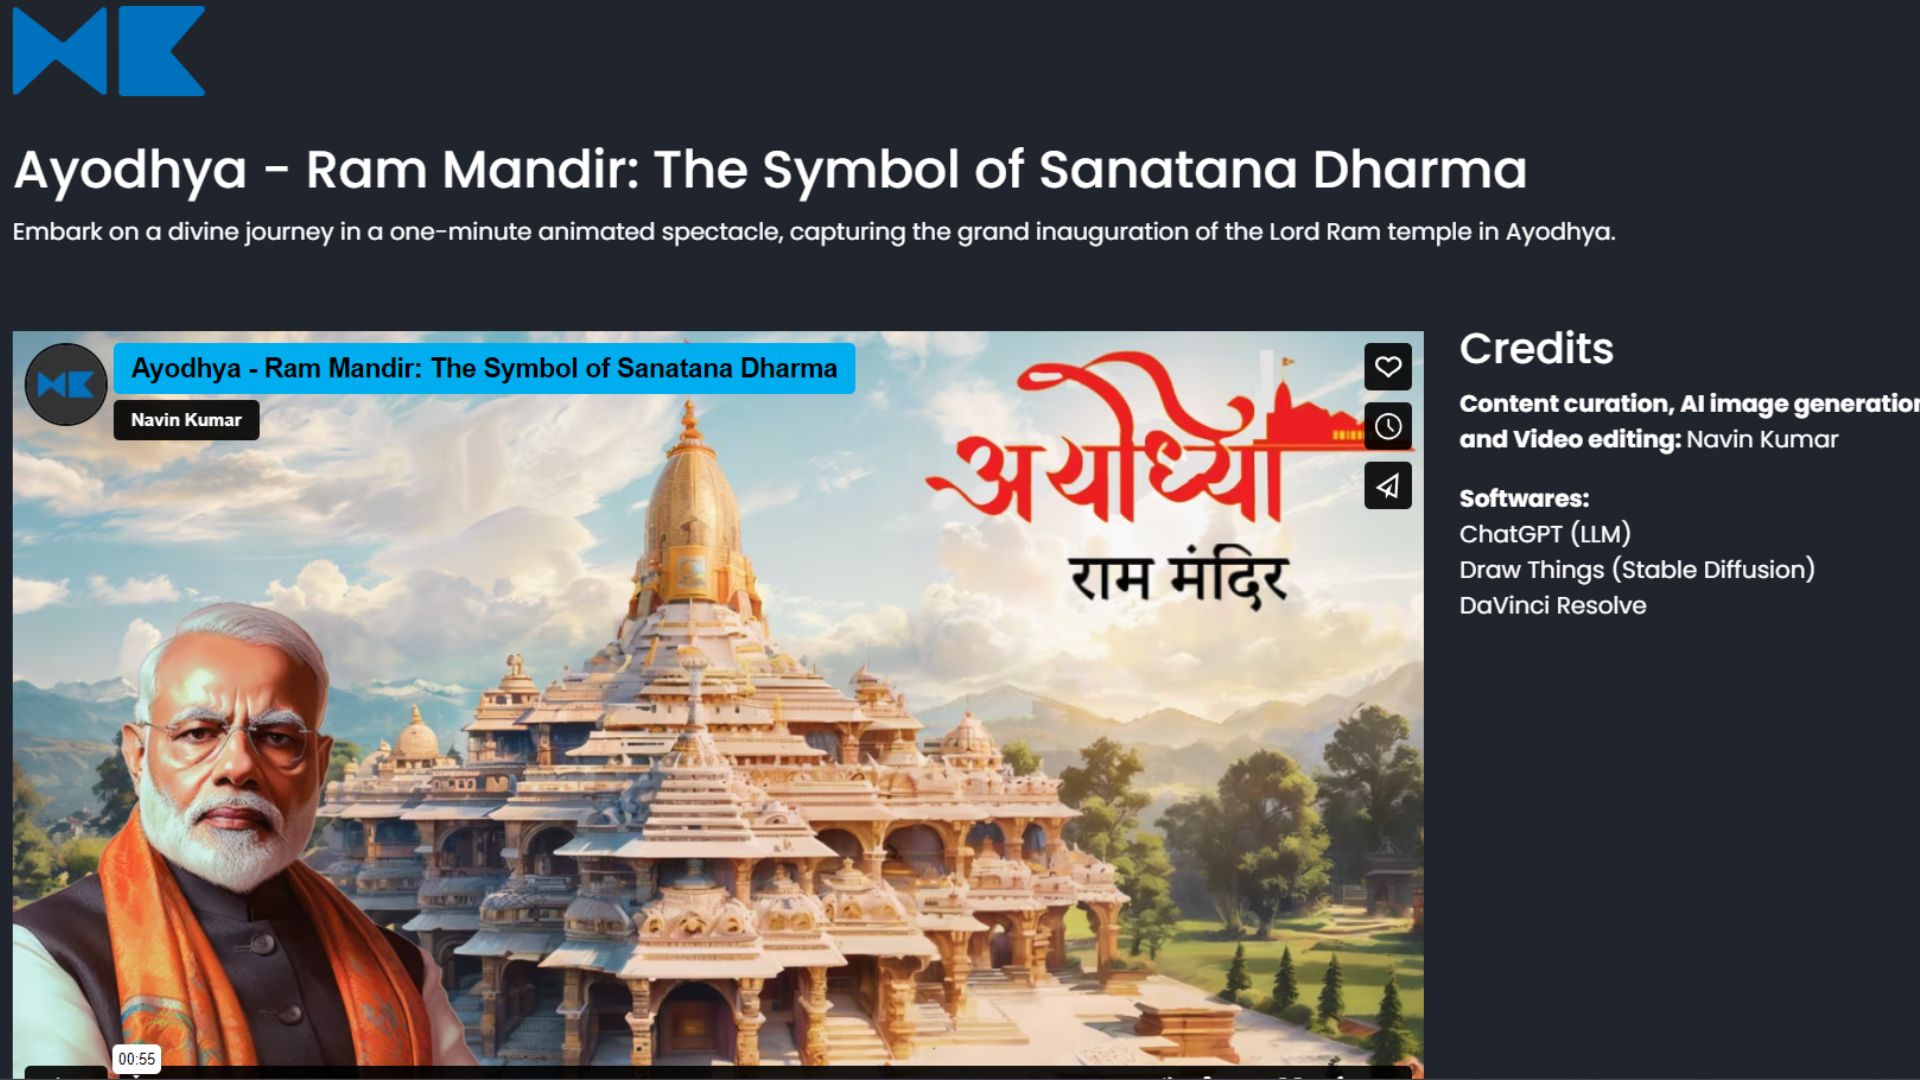 Ayodhya - Ram Mandir: The Symbol of Sanatana Dharma
Embark on a divine journey in a one-minute animated spectacle, capturing the grand inauguration of the Lord Ram temple in Ayodhya.
Ayodhya - Ram Mandir: The Symbol of Sanatana Dharma
Navin Kumar
अयोध्या
राम मंदिर
00:55
Credits
Content curation, AI image generation
and Video editing: Navin Kumar
Softwares:
ChatGPT (LLM)
Draw Things (Stable Diffusion)
DaVinci Resolve